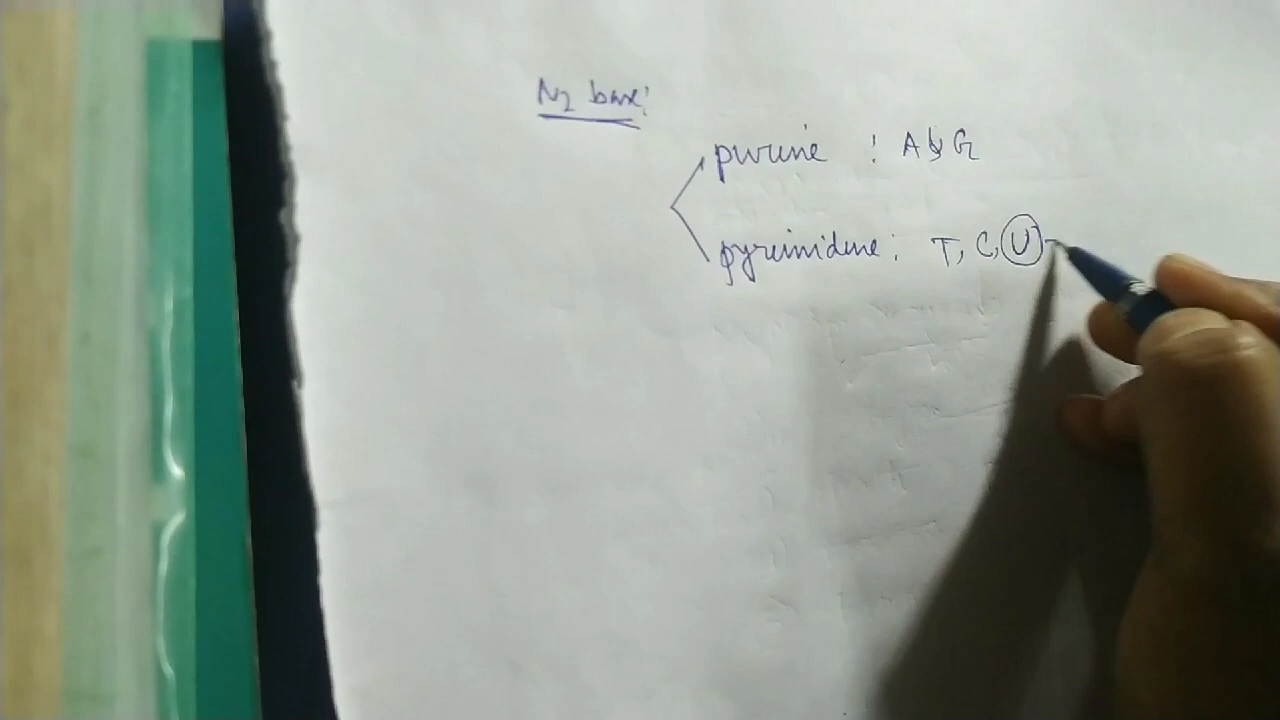 N2 base:
purine : A & G
pyrimidine : T, C, U -